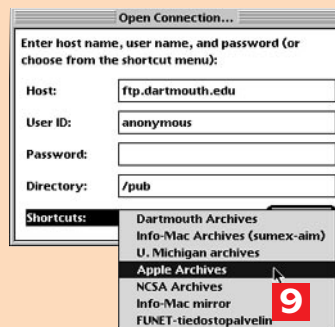 Open Connection...
Enter host name, user name, and password (or
choose from the shortcut menu):
Host: ftp.dartmouth.edu
User ID: anonymous
Password:
Directory: /pub
Shortcuts:
Dartmouth Archives
Info-Mac Archives (sumex-aim)
U. Michigan archives
Apple Archives
NCSA Archives
Info-Mac mirror
FUNET-tiedostopalvelin
9